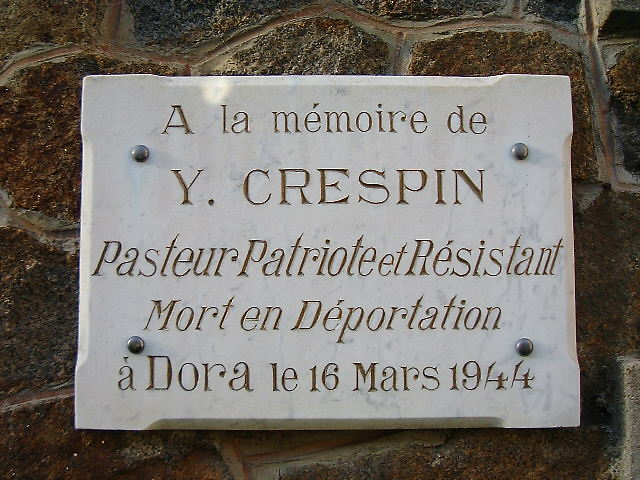 A la mémoire de
Y. CRESPIN
Pasteur Patriote et Résistant
Mort en Déportation
à Dora le 16 Mars 1944